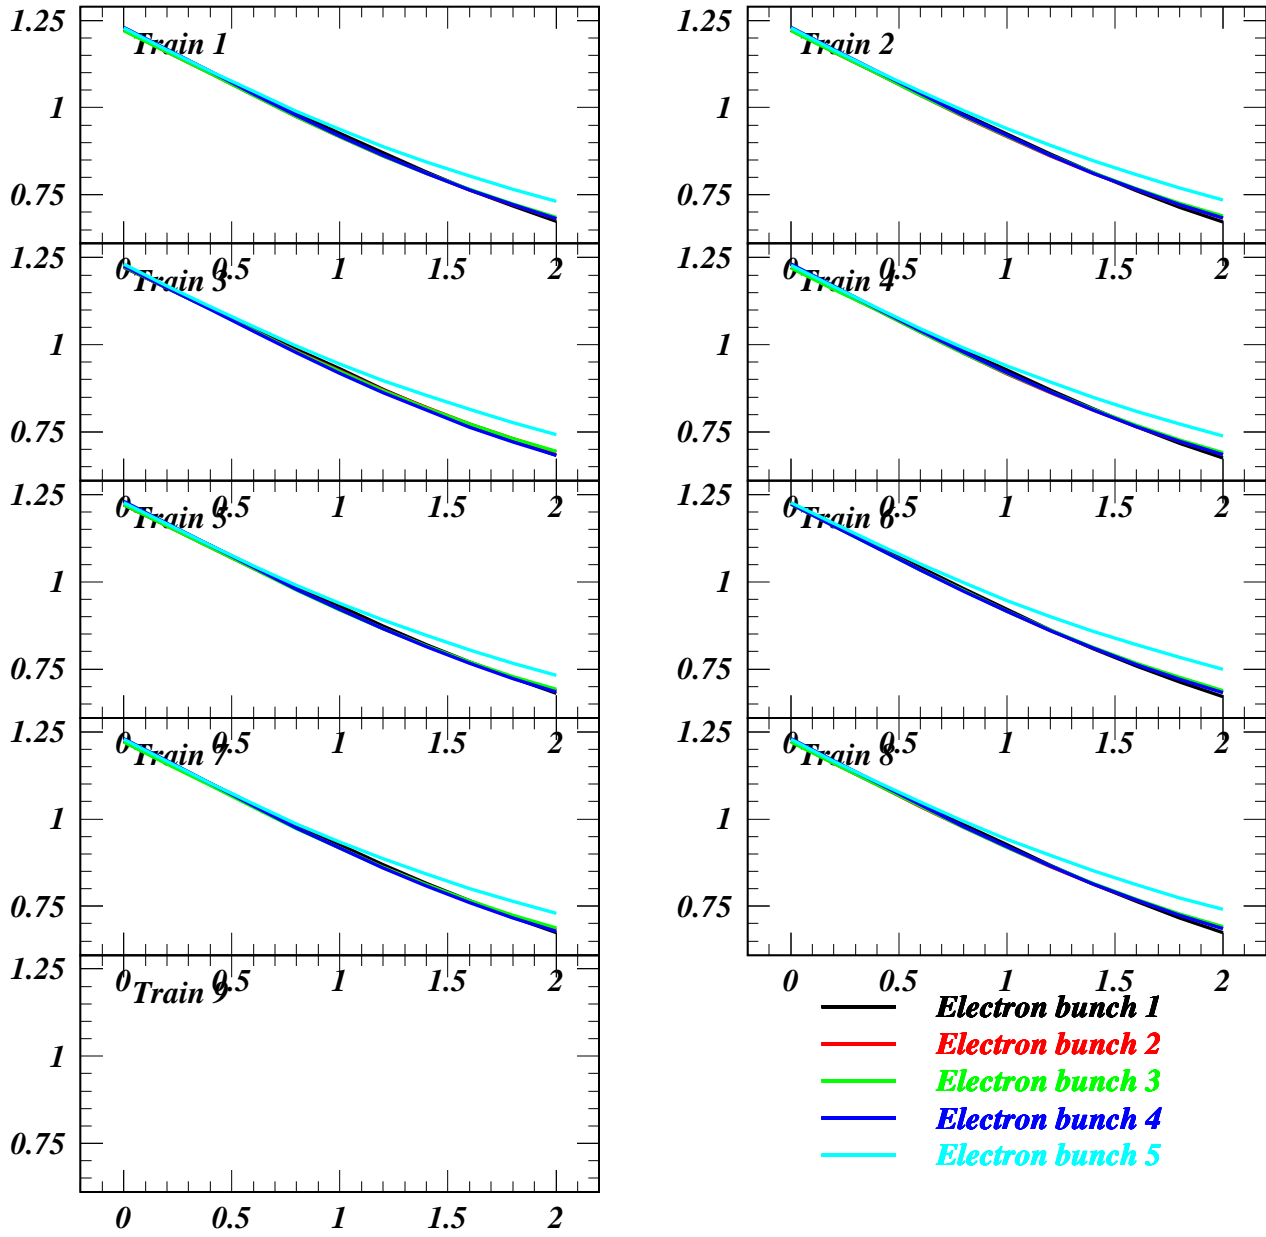 1.25
Train 1
1
0.75
1.25
Train 2
1
0.75
0 0.5 1 1.5 2
1.25
Train 3
1
0.75
0 0.5 1 1.5 2
1.25
Train 4
1
0.75
0 0.5 1 1.5 2
1.25
Train 5
1
0.75
0 0.5 1 1.5 2
1.25
Train 6
1
0.75
0 0.5 1 1.5 2
1.25
Train 7
1
0.75
0 0.5 1 1.5 2
1.25
Train 8
1
0.75
0 0.5 1 1.5 2
1.25
Train 9
1
0.75
0 0.5 1 1.5 2
0 0.5 1 1.5 2
Electron bunch 1
Electron bunch 2
Electron bunch 3
Electron bunch 4
Electron bunch 5